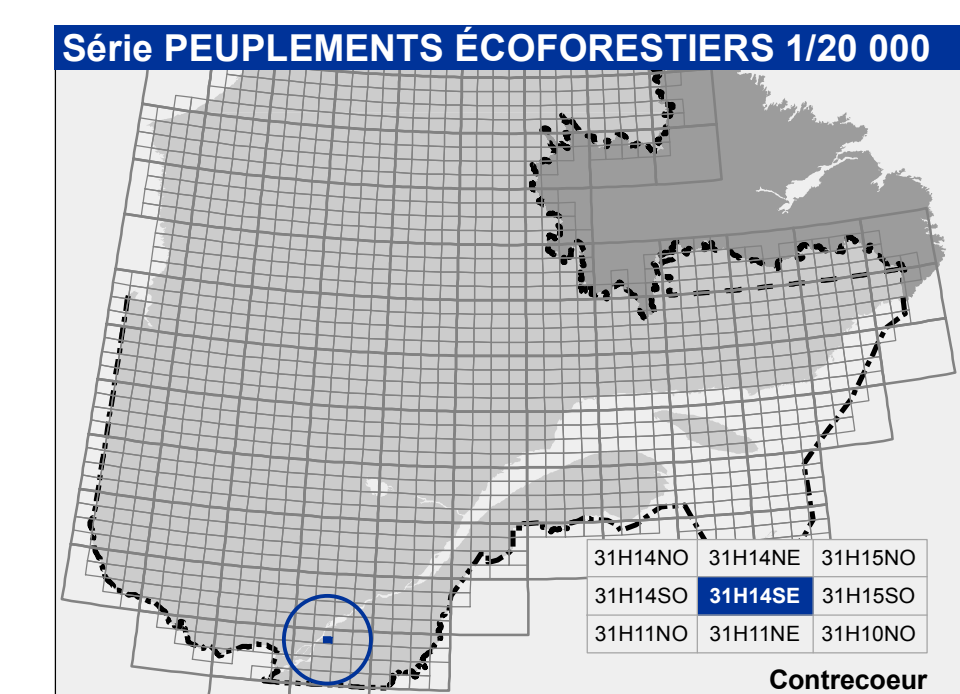 Série PEUPLEMENTS ÉCOFORESTIERS 1/20 000
31H14NO 31H14NE 31H15NO
31H14SO 31H14SE 31H15SO
31H11NO 31H11NE 31H10NO
Contrecoeur